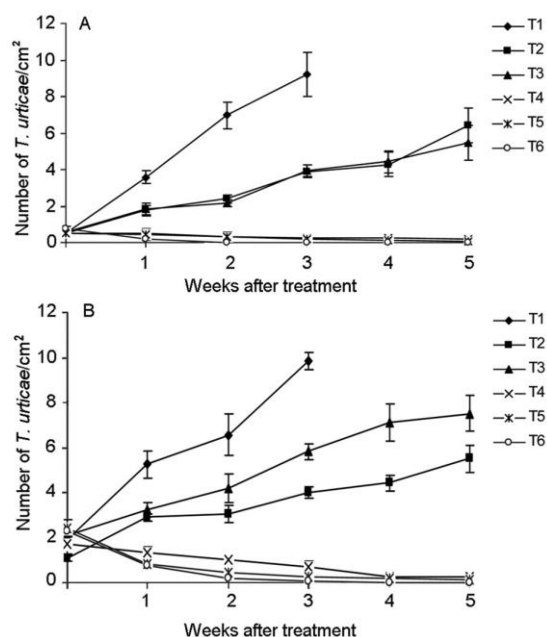 A
12
10
8
6
4
2
0
Number of T. urticae/cm²
1 2 3 4 5
Weeks after treatment
T1
T2
T3
T4
T5
T6
B
12
10
8
6
4
2
0
Number of T. urticae/cm²
1 2 3 4 5
Weeks after treatment
T1
T2
T3
T4
T5
T6